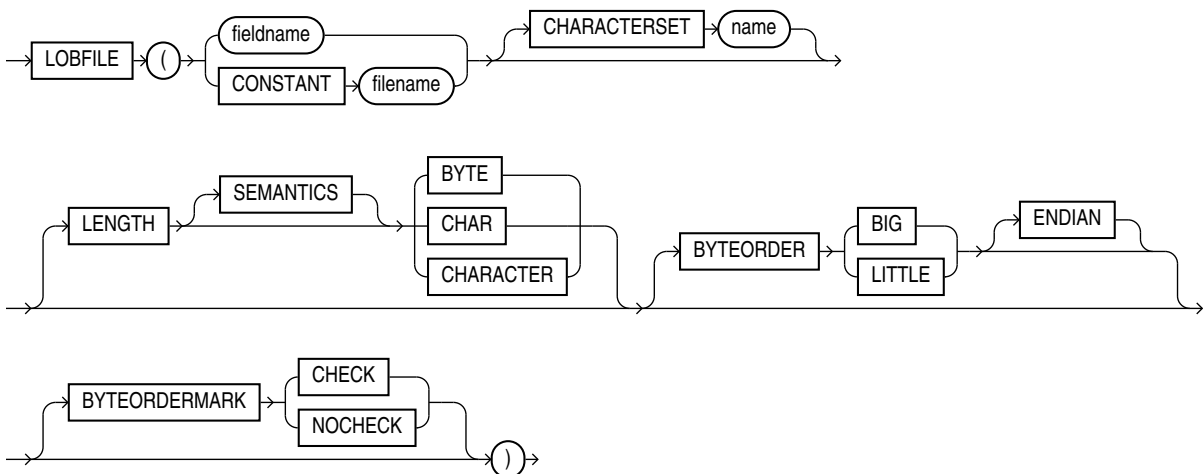 CHARACTERSET name
fieldname
LOBFILE (
CONSTANT filename
BYTE
SEMANTICS
LENGTH CHAR
CHARACTER
BIG ENDIAN
BYTEORDER
LITTLE
CHECK
BYTEORDERMARK
NOCHECK
)